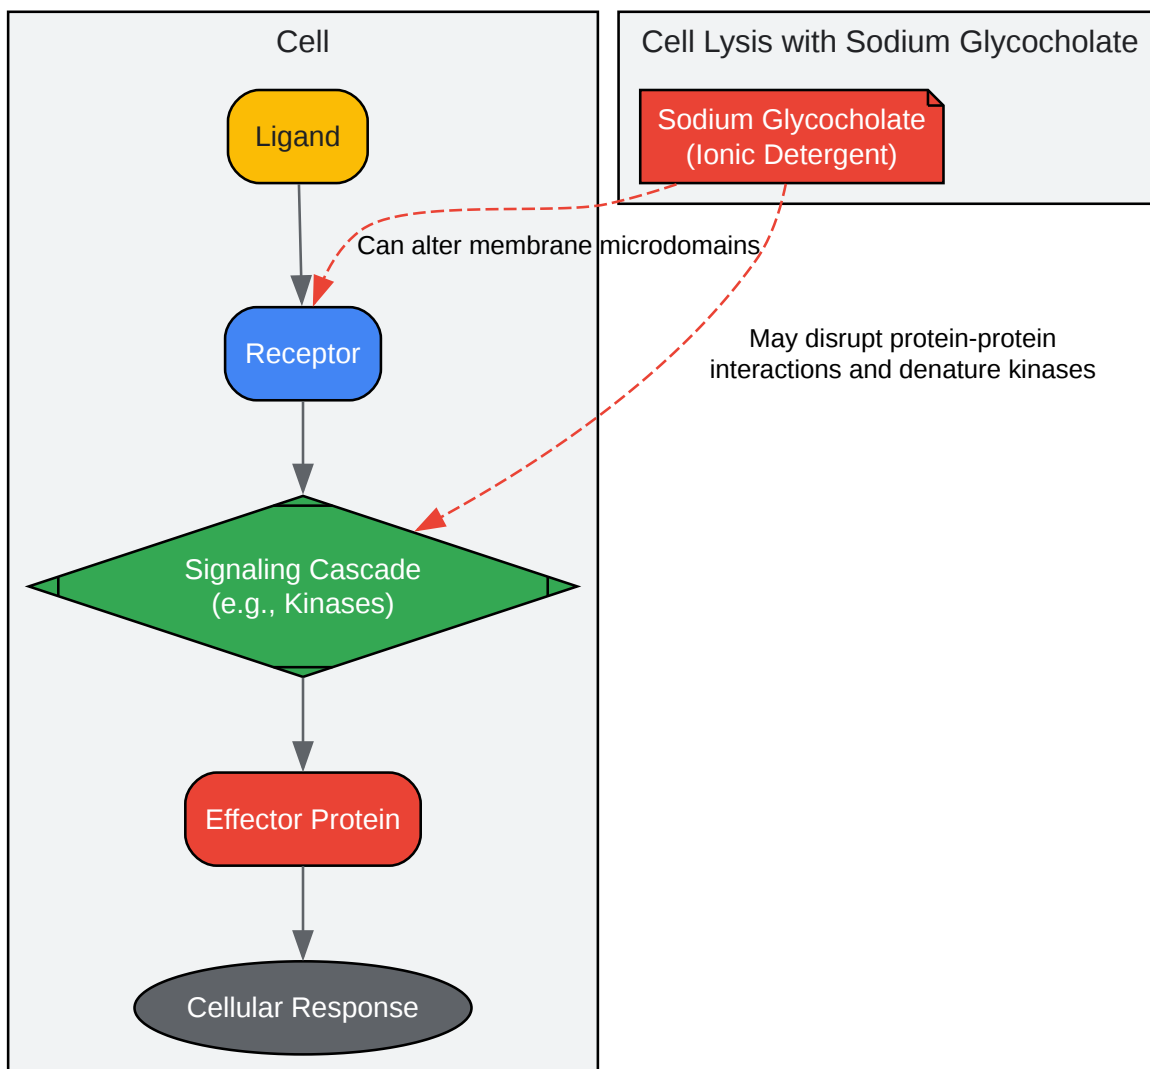 Cell
Cell Lysis with Sodium Glycocholate
Ligand
Sodium Glycocholate
(Ionic Detergent)
Can alter membrane microdomains
Receptor
May disrupt protein-protein
interactions and denature kinases
Signaling Cascade
(e.g., Kinases)
Effector Protein
Cellular Response